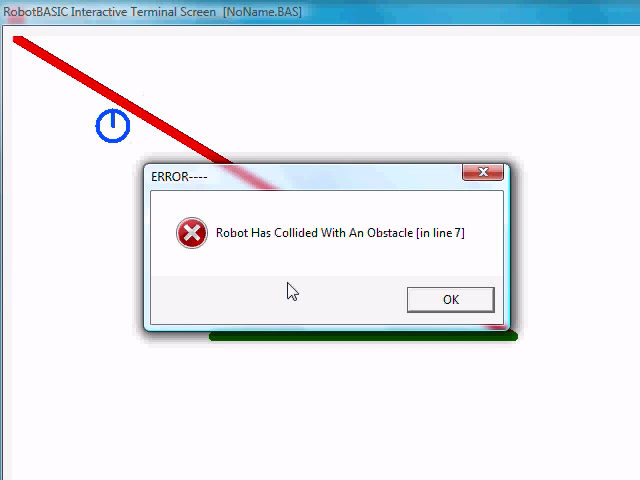 RobotBASIC Interactive Terminal Screen [NoName.BAS]
ERROR----
Robot Has Collided With An Obstacle [in line 7]
OK